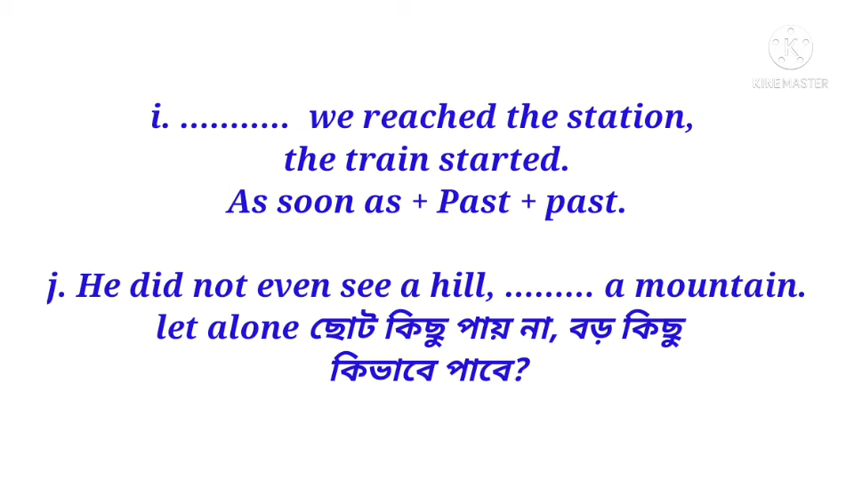 K
KINEMASTER
i. ........... we reached the station,
the train started.
As soon as + Past + past.
j. He did not even see a hill, ......... a mountain.
let alone ছোট কিছু পায় না, বড় কিছু
কিভাবে পাবে?